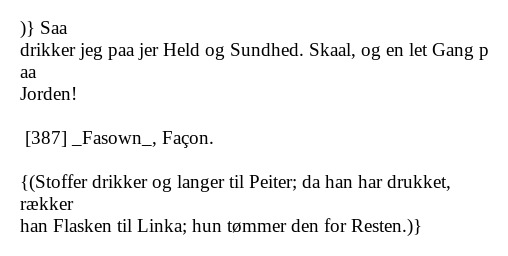 )} Saa
drikker jeg paa jer Held og Sundhed. Skaal, og en let Gang p
aa
Jorden!
[387] _Fasown_, Façon.
{(Stoffer drikker og langer til Peiter; da han har drukket,
rækker
han Flasken til Linka; hun tømmer den for Resten.)}